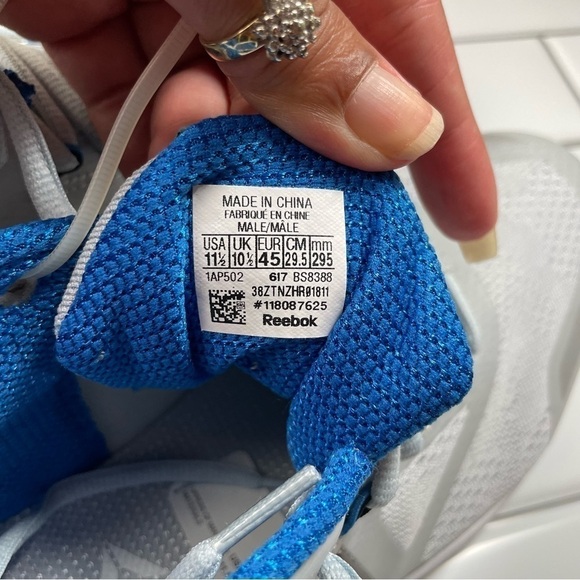 MADE IN CHINA
FABRIQUÉ EN CHINE
MALE/MÂLE
USA UK EUR CM mm
11½ 10½ 45 29.5 295
1AP502 617 BS8388
38ZTNZHR01811
#118087625
Reebok